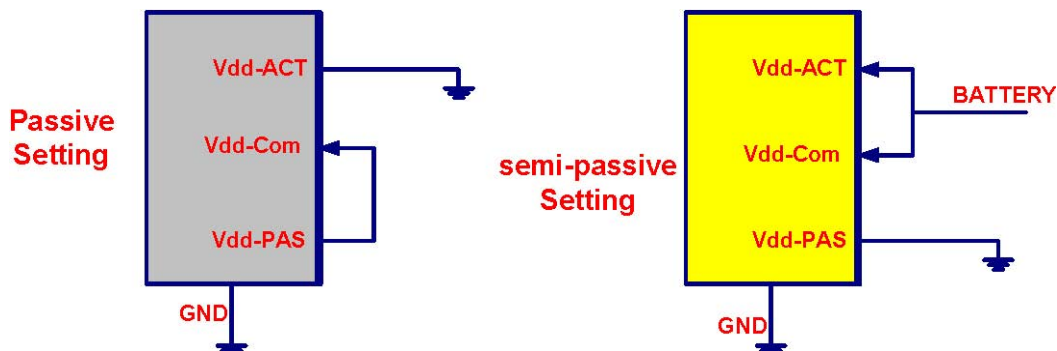 Passive
Setting
Vdd-ACT
Vdd-Com
Vdd-PAS
GND
semi-passive
Setting
Vdd-ACT
Vdd-Com
Vdd-PAS
BATTERY
GND